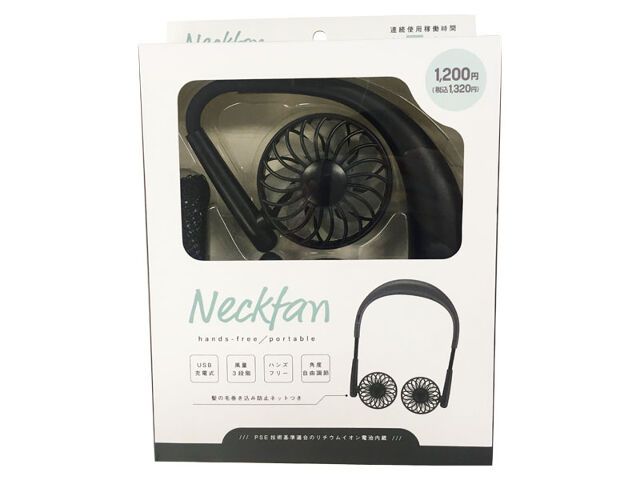 Neckfan
連続使用稼働時間
1,200円
(税込1,320円)
Neckfan
hands-free/portable
USB
充電式
風量
3段階
ハンズ
フリー
角度
自由調節
髪の毛巻き込み防止ネットつき
/// PSE技術基準適合のリチウムイオン電池内蔵 ///